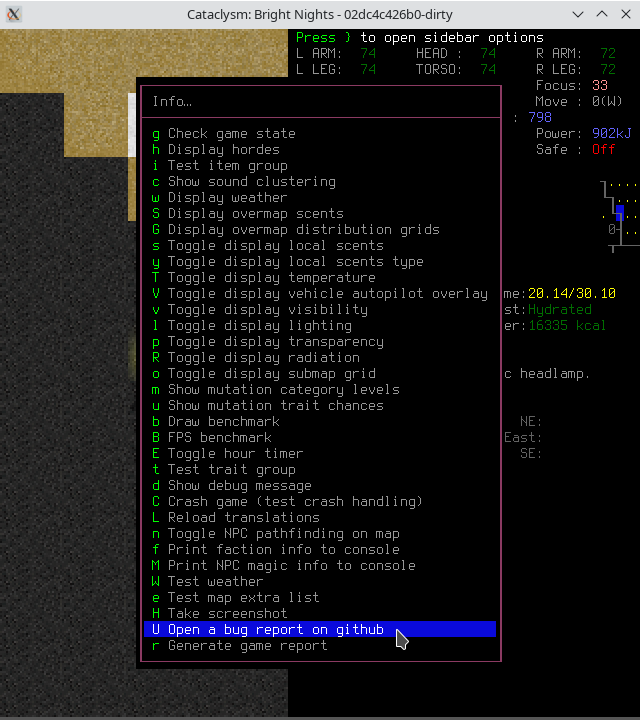 Cataclysm: Bright Nights - 02dc4c426b0-dirty
Press } to open sidebar options
L ARM: 74 HEAD : 74 R ARM: 72
L LEG: 74 TORSO: 74 R LEG: 72
Focus: 33
Info…
Move : 0(W)
: 798
g Check game state
Power: 902kJ
h Display hordes
Safe : Off
i Test item group
c Show sound clustering
w Display weather
S Display overmap scents
G Display overmap distribution grids
0
s Toggle display local scents
y Toggle display local scents type
T Toggle display temperature
V Toggle display vehicle autopilot overlay
me:20.14/30.10
v Toggle display visibility
st:Hydrated
l Toggle display lighting
er:16335 kcal
p Toggle display transparency
R Toggle display radiation
o Toggle display submap grid
c headlamp.
m Show mutation category levels
u Show mutation trait chances
b Draw benchmark
NE:
B FPS benchmark
East:
E Toggle hour timer
SE:
t Test trait group
d Show debug message
C Crash game (test crash handling)
L Reload translations
n Toggle NPC pathfinding on map
f Print faction info to console
M Print NPC magic info to console
W Test weather
e Test map extra list
H Take screenshot
U Open a bug report on github
r Generate game report